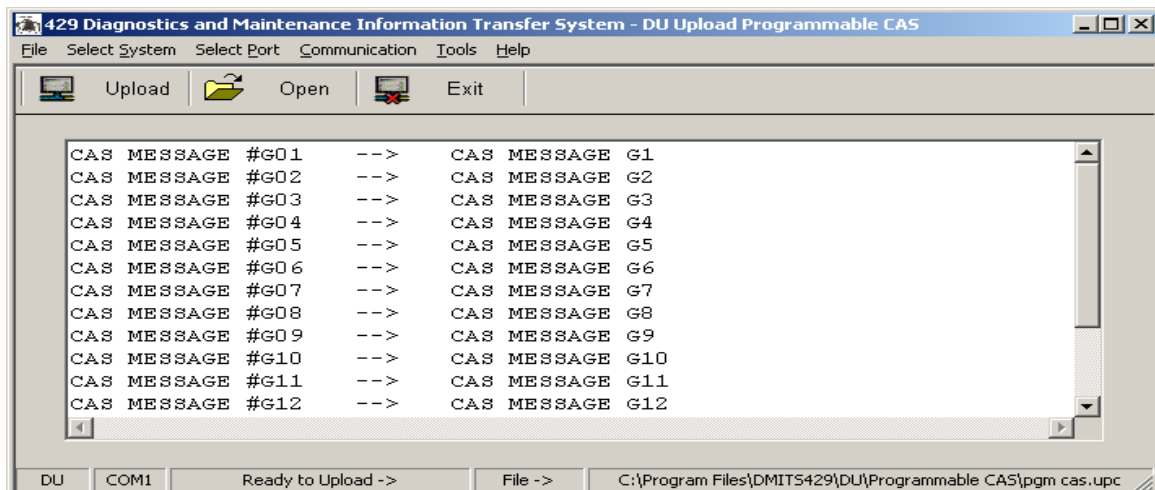 429 Diagnostics and Maintenance Information Transfer System - DU Upload Programmable CAS
File Select System Select Port Communication Tools Help
Upload Open Exit
CAS MESSAGE #G01 --> CAS MESSAGE G1
CAS MESSAGE #G02 --> CAS MESSAGE G2
CAS MESSAGE #G03 --> CAS MESSAGE G3
CAS MESSAGE #G04 --> CAS MESSAGE G4
CAS MESSAGE #G05 --> CAS MESSAGE G5
CAS MESSAGE #G06 --> CAS MESSAGE G6
CAS MESSAGE #G07 --> CAS MESSAGE G7
CAS MESSAGE #G08 --> CAS MESSAGE G8
CAS MESSAGE #G09 --> CAS MESSAGE G9
CAS MESSAGE #G10 --> CAS MESSAGE G10
CAS MESSAGE #G11 --> CAS MESSAGE G11
CAS MESSAGE #G12 --> CAS MESSAGE G12
DU COM1 Ready to Upload -> File -> C:\Program Files\DMITS429\DU\Programmable CAS\pgm cas.upc